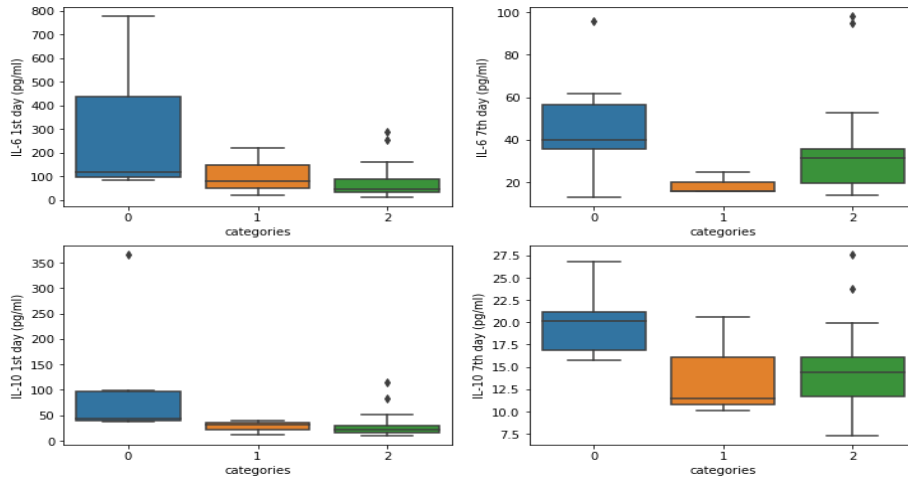 IL-6 1st day (pg/ml)
800
700
600
500
400
300
200
100
0
0 1 2
categories
IL-6 7th day (pg/ml)
100
80
60
40
20
0 1 2
categories
IL-10 1st day (pg/ml)
350
300
250
200
150
100
50
0
0 1 2
categories
IL-10 7th day (pg/ml)
27.5
25.0
22.5
20.0
17.5
15.0
12.5
10.0
7.5
0 1 2
categories